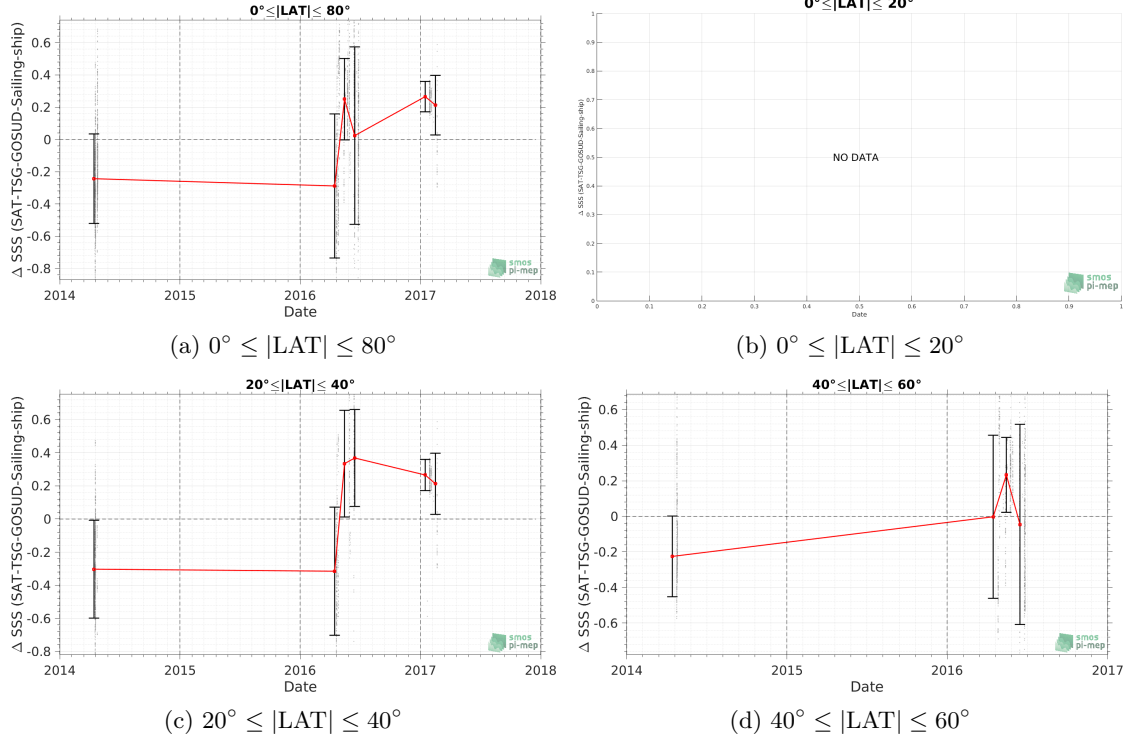 0°≤|LAT|≤ 80°
Δ SSS (SAT-TSG-GOSUD-Sailing-ship)
0.6
0.4
0.2
0
-0.2
-0.4
-0.6
-0.8
2014 2015 2016 2017 2018
Date
smos
pi-mep
(a) 0° ≤ |LAT| ≤ 80°
0°≤|LAT|≤ 20°
Δ SSS (SAT-TSG-GOSUD-Sailing-ship)
1
0.9
0.8
0.7
0.6
0.5
0.4
0.3
0.2
0.1
0
NO DATA
0 0.1 0.2 0.3 0.4 0.5 0.6 0.7 0.8 0.9 1
Date
smos
pi-mep
(b) 0° ≤ |LAT| ≤ 20°
20°≤|LAT|≤ 40°
Δ SSS (SAT-TSG-GOSUD-Sailing-ship)
0.6
0.4
0.2
0
-0.2
-0.4
-0.6
-0.8
2014 2015 2016 2017 2018
Date
smos
pi-mep
(c) 20° ≤ |LAT| ≤ 40°
40°≤|LAT|≤ 60°
Δ SSS (SAT-TSG-GOSUD-Sailing-ship)
0.6
0.4
0.2
0
-0.2
-0.4
-0.6
2014 2015 2016 2017
Date
smos
pi-mep
(d) 40° ≤ |LAT| ≤ 60°